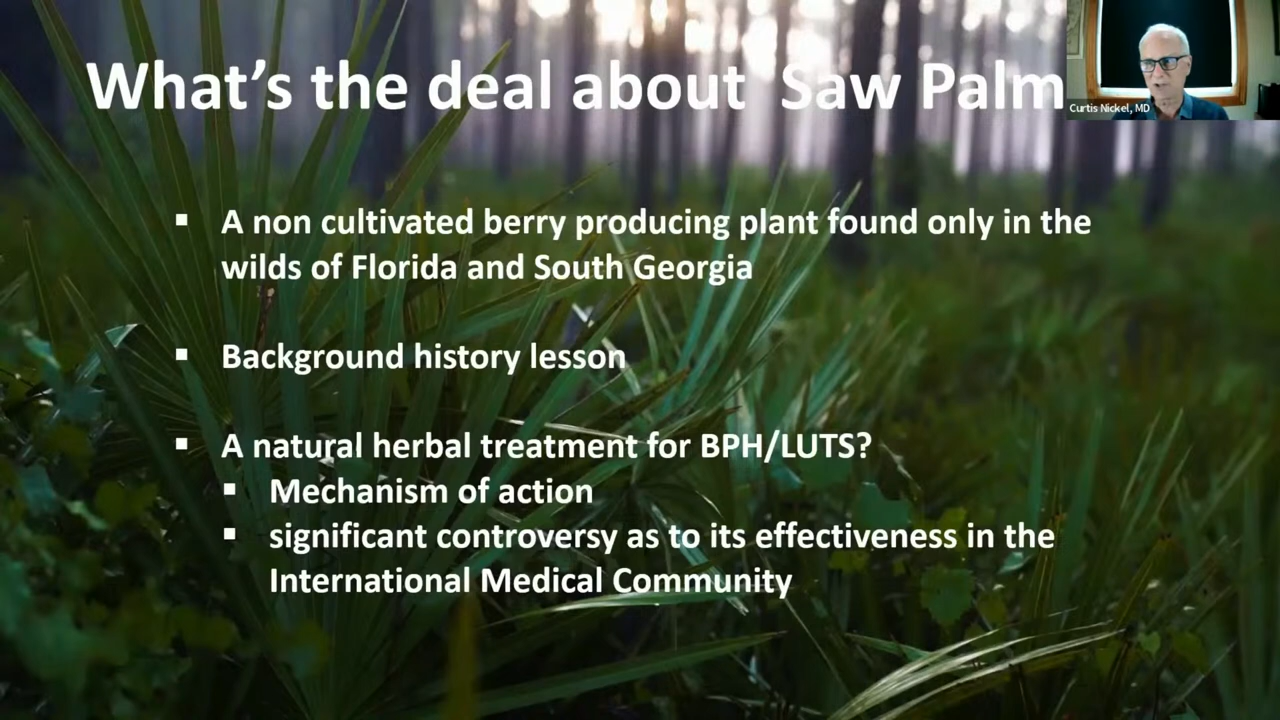 What's the deal about Saw Palm
Curtis Nickel, MD
▪ A non cultivated berry producing plant found only in the
wilds of Florida and South Georgia
▪ Background history lesson
▪ A natural herbal treatment for BPH/LUTS?
▪ Mechanism of action
▪ significant controversy as to its effectiveness in the
International Medical Community